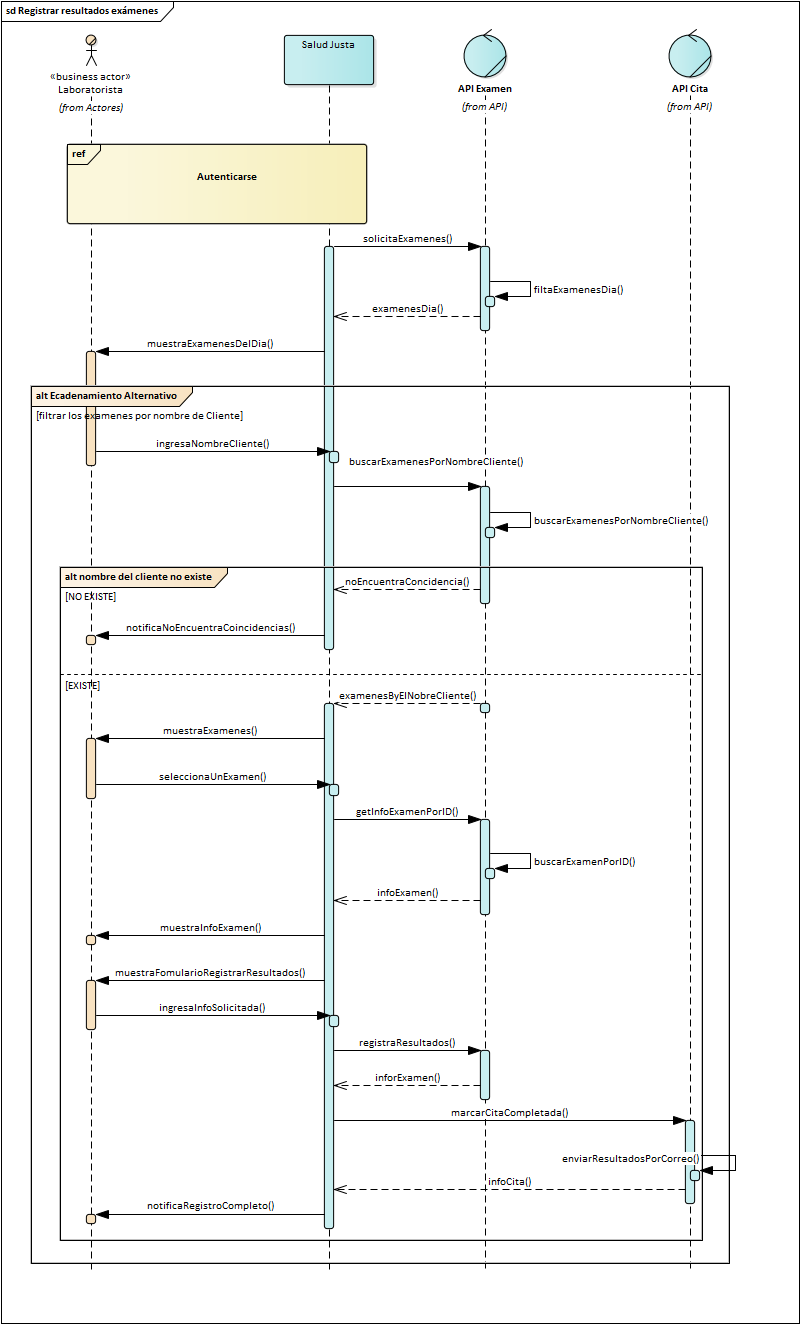 sd Registrar resultados exámenes
«business actor»
Laboratorista
(from Actores)
Salud Justa
API Examen
(from API)
API Cita
(from API)
ref
Autenticarse
solicitaExamenes()
filtaExamenesDia()
examenesDia()
muestraExamenesDelDia()
alt Ecadenamiento Alternativo
[filtrar los examenes por nombre de Cliente]
ingresaNombreCliente()
buscarExamenesPorNombreCliente()
buscarExamenesPorNombreCliente()
alt nombre del cliente no existe
noEncuentraConcidencia()
[NO EXISTE]
notificaNoEncuentraCoincidencias()
[EXISTE]
examenesByElNobreCliente()
muestraExamenes()
seleccionaUnExamen()
getInfoExamenPorID()
buscarExamenPorID()
infoExamen()
muestraInfoExamen()
muestraFomularioRegistrarResultados()
ingresaInfoSolicitada()
registraResultados()
inforExamen()
marcarCitaCompletada()
enviarResultadosPorCorreo()
infoCita()
notificaRegistroCompleto()